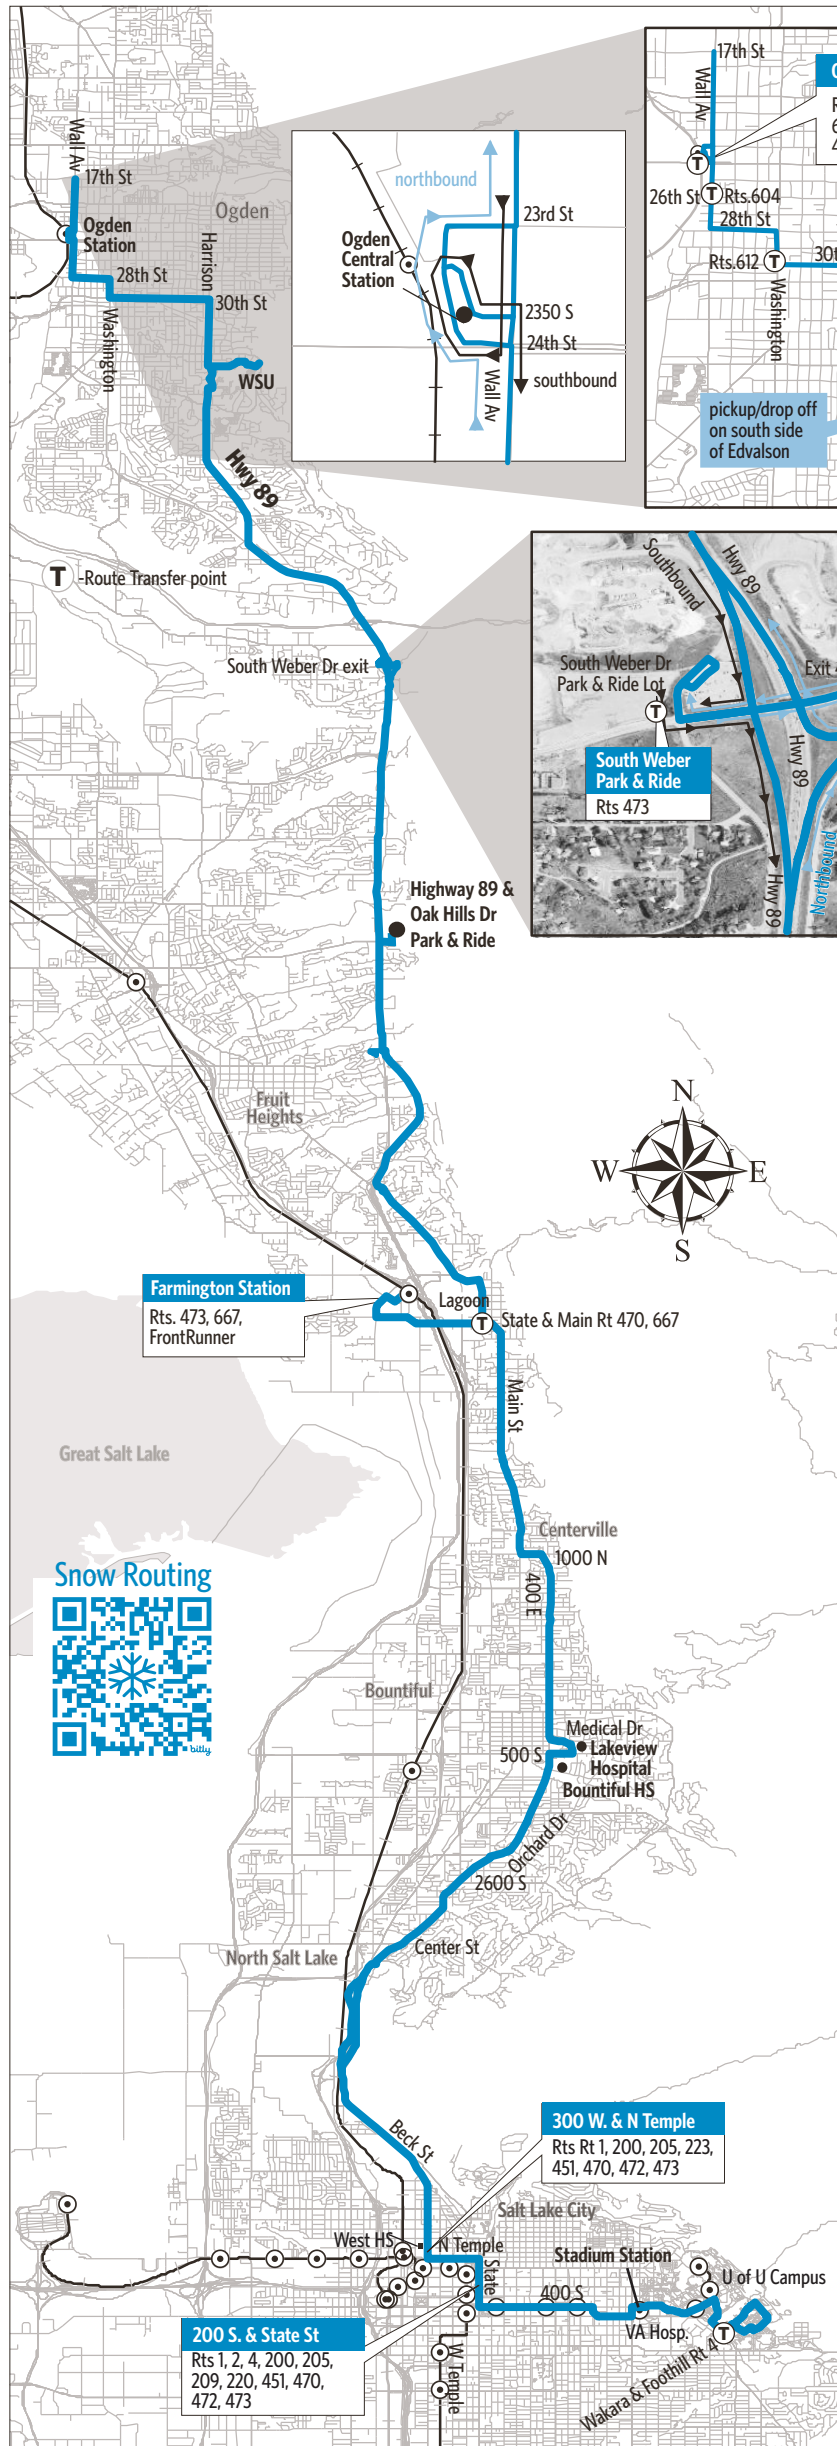 17th St
Wall Av
Ogden
Station
Ogden
28th St
Harrison
30th St
Washington
WSU
Hwy 89
northbound
23rd St
Ogden
Central
Station
2350 S
24th St
Wall Av
southbound
17th St
Wall Av
R
6
4
26th St
Rts.604
28th St
Rts.612
30th
Washington
pickup/drop off
on south side
of Edvalson
T -Route Transfer point
South Weber Dr exit
Southbound
Hwy 89
South Weber Dr
Park & Ride Lot
Exit
South Weber
Park & Ride
Rts 473
Hwy 89
Hwy 89
Northbound
Highway 89 &
Oak Hills Dr
Park & Ride
Fruit
Heights
N
W E
S
Farmington Station
Rts. 473, 667,
FrontRunner
Lagoon
State & Main Rt 470, 667
Main St
Great Salt Lake
Centerville
1000 N
400 E
Snow Routing
bitly
Bountiful
Medical Dr
Lakeview
Hospital
500 S
Bountiful HS
Orchard Dr
2600 S
Center St
North Salt Lake
Beck St
300 W. & N Temple
Rts Rt 1, 200, 205, 223,
451, 470, 472, 473
Salt Lake City
West HS
N Temple
State
Stadium Station
U of U Campus
400 S
VA Hosp.
200 S. & State St
Rts 1, 2, 4, 200, 205,
209, 220, 451, 470,
472, 473
W Temple
Wakara & Foothill Rt 4